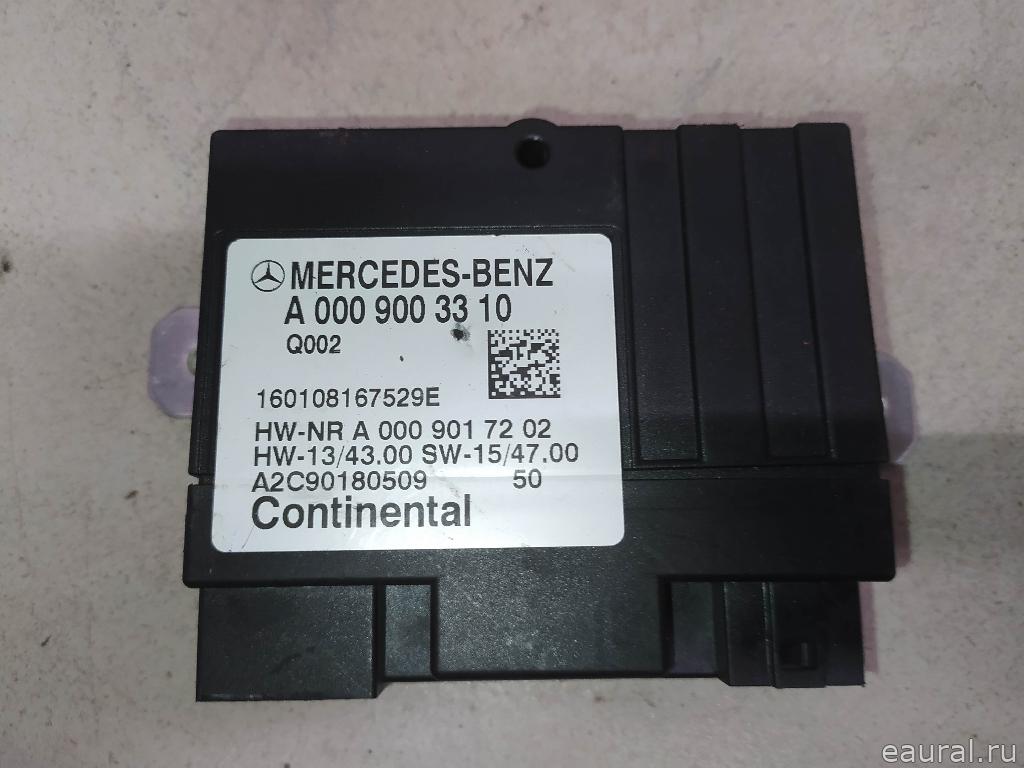 MERCEDES-BENZ
A 000 900 33 10
Q002
160108167529E
HW-NR A 000 901 72 02
HW-13/43.00 SW-15/47.00
A2C90180509 50
Continental
eaural.ru